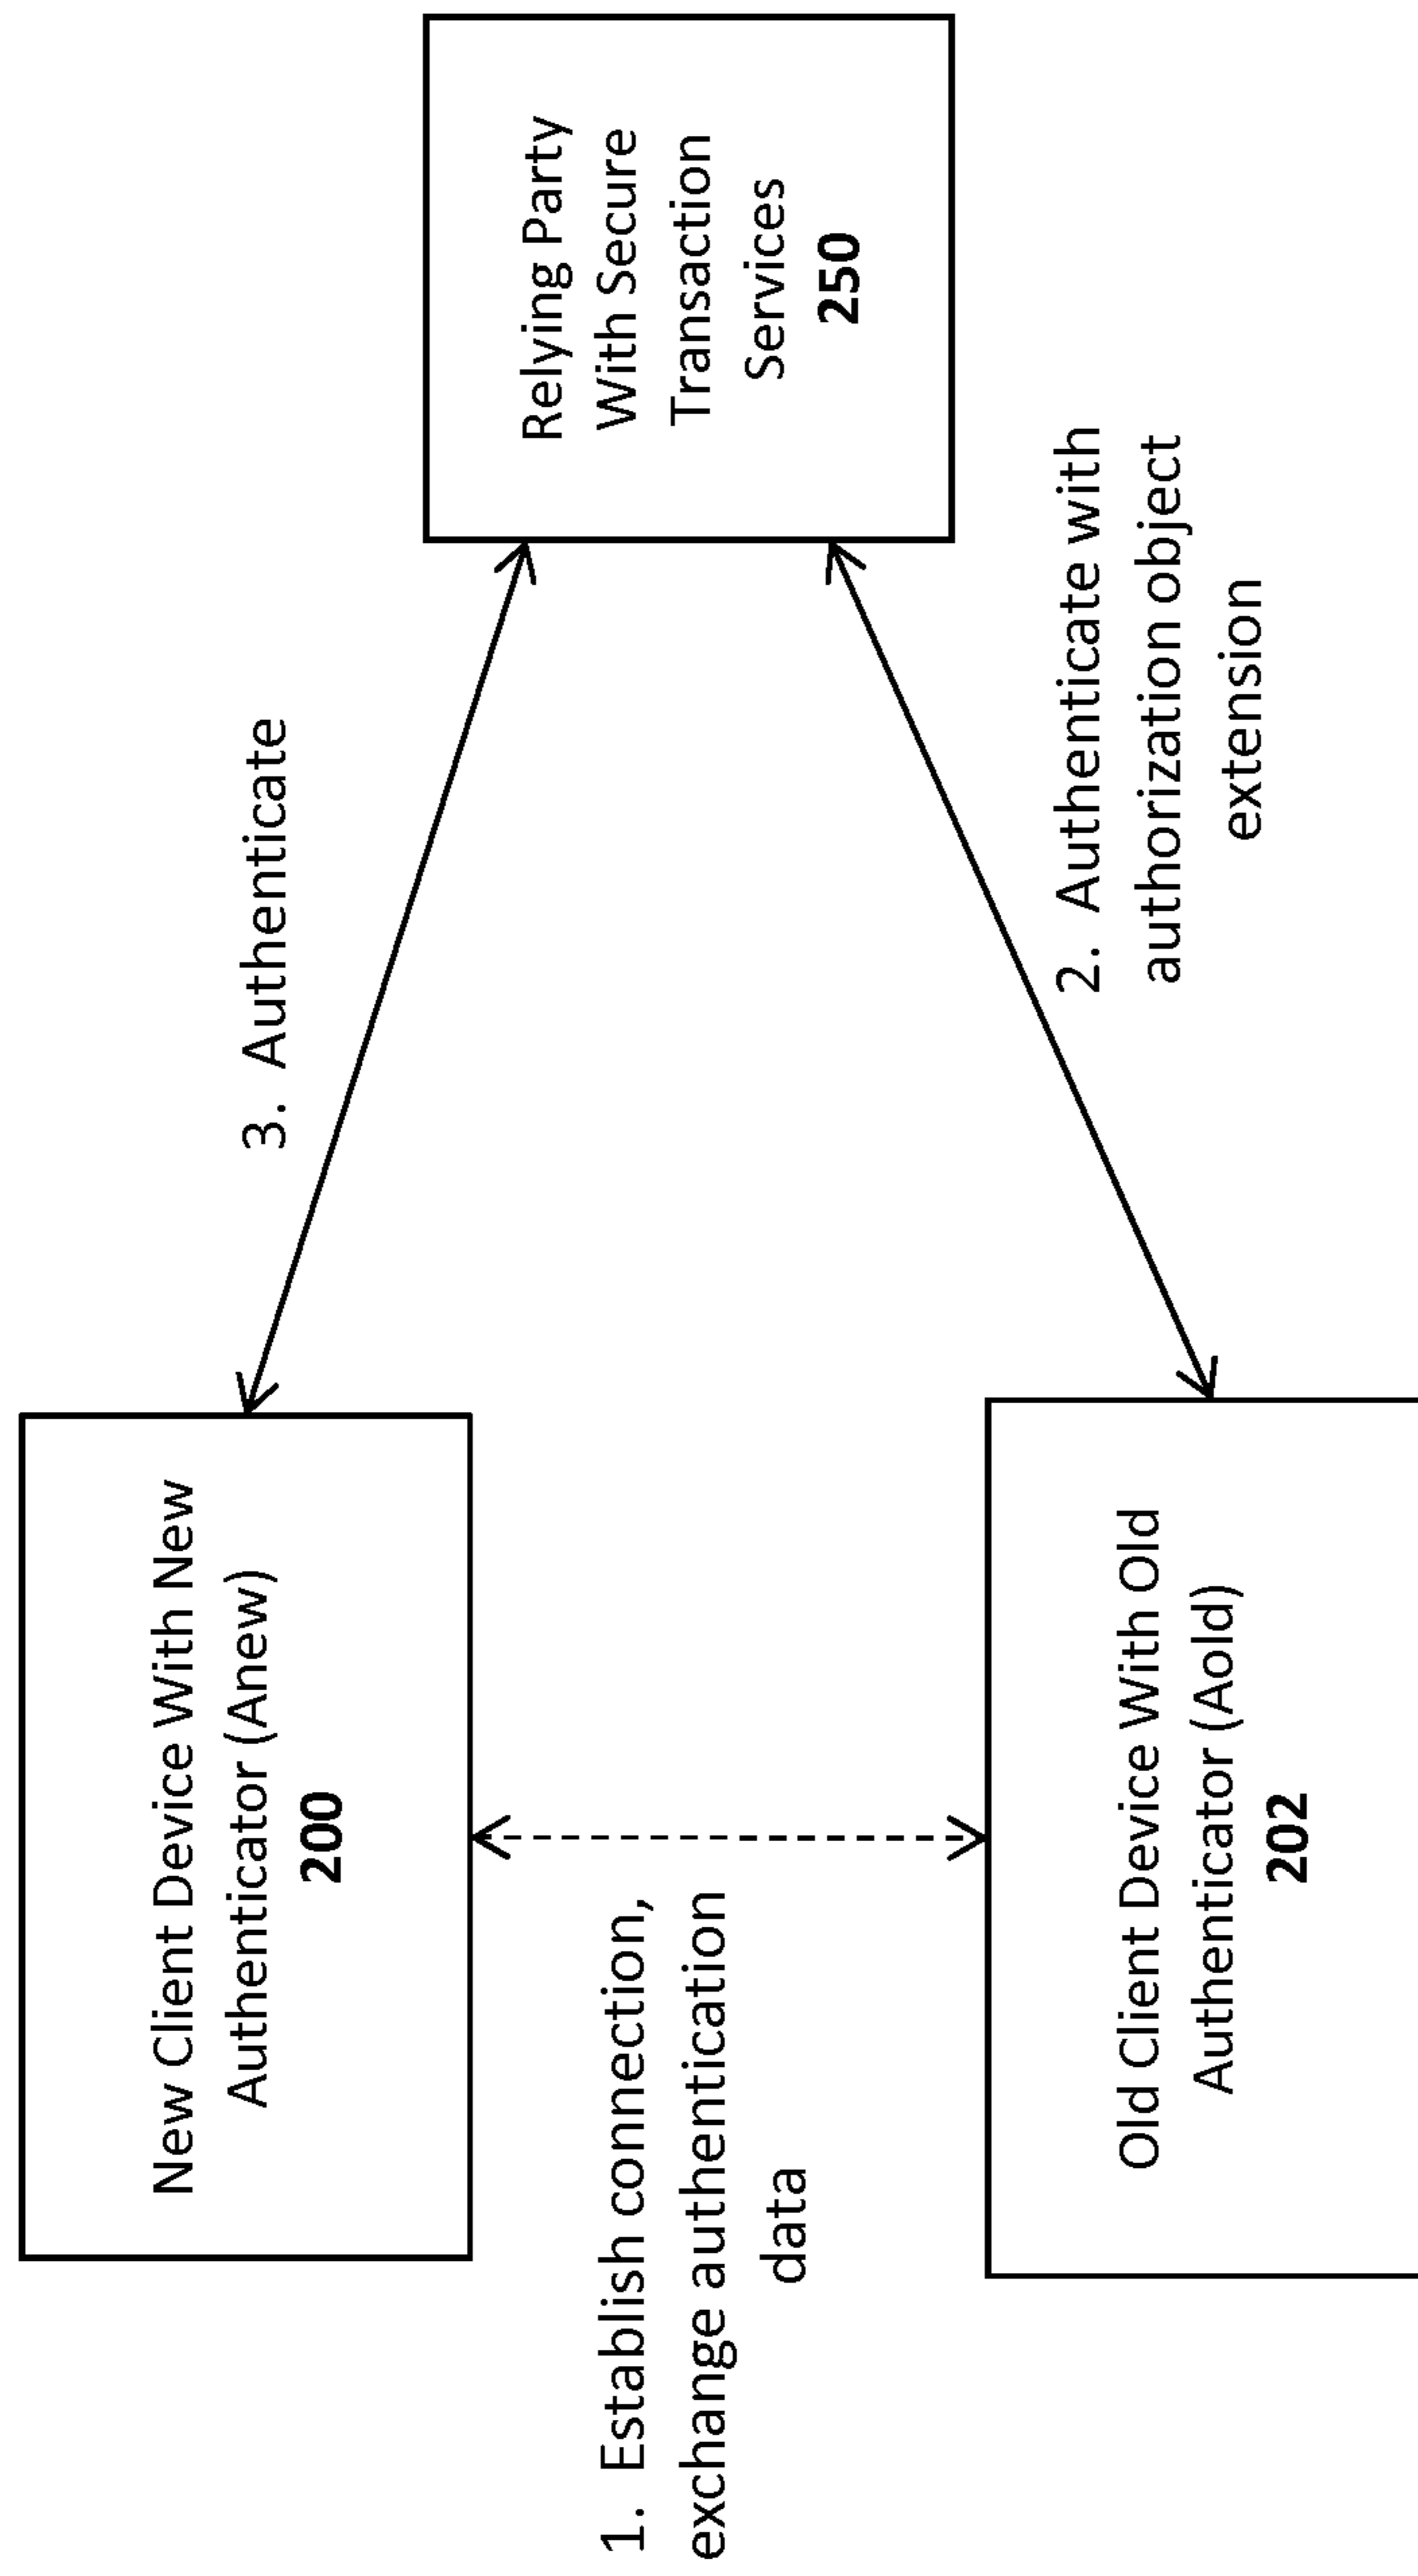 New Client Device With New
Authenticator (Anew)
200
3. Authenticate
Relying Party
With Secure
Transaction
Services
250
1. Establish connection,
exchange authentication
data
2. Authenticate with
authorization object
extension
Old Client Device With Old
Authenticator (Aold)
202